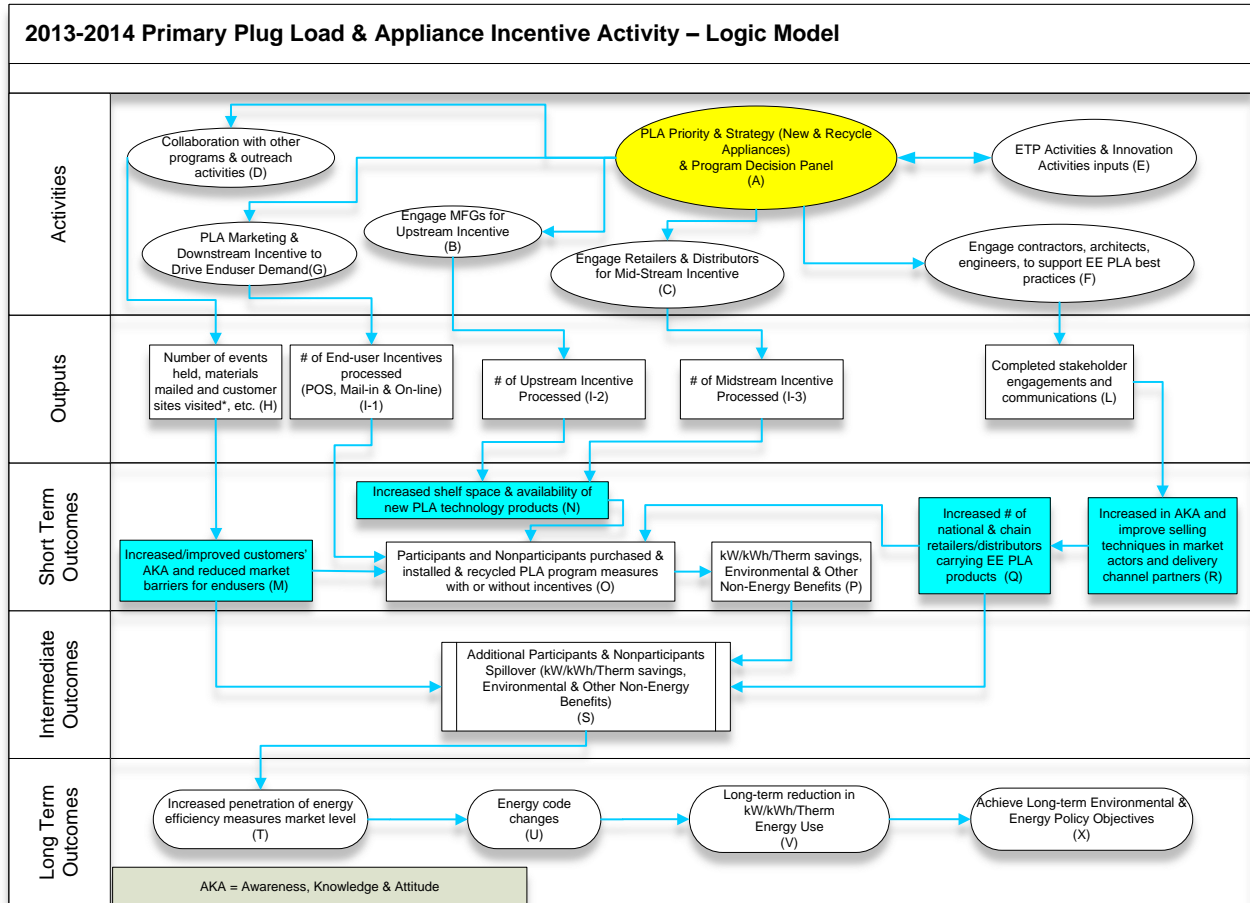 2013-2014 Primary Plug Load & Appliance Incentive Activity – Logic Model
Activities
Collaboration with other
programs & outreach
activities (D)
PLA Priority & Strategy (New & Recycle
Appliances)
& Program Decision Panel
(A)
ETP Activities & Innovation
Activities inputs (E)
PLA Marketing &
Downstream Incentive to
Drive Enduser Demand(G)
Engage MFGs for
Upstream Incentive
(B)
Engage Retailers & Distributors
for Mid-Stream Incentive
(C)
Engage contractors, architects,
engineers, to support EE PLA best
practices (F)
Outputs
Number of events
held, materials
mailed and customer
sites visited*, etc. (H)
# of End-user Incentives
processed
(POS, Mail-in & On-line)
(I-1)
# of Upstream Incentive
Processed (I-2)
# of Midstream Incentive
Processed (I-3)
Completed stakeholder
engagements and
communications (L)
Short Term
Outcomes
Increased shelf space & availability of
new PLA technology products (N)
Increased/improved customers'
AKA and reduced market
barriers for endusers (M)
Participants and Nonparticipants purchased &
installed & recycled PLA program measures
with or without incentives (O)
kW/kWh/Therm savings,
Environmental & Other
Non-Energy Benefits (P)
Increased # of
national & chain
retailers/distributors
carrying EE PLA
products (Q)
Increased in AKA and
improve selling
techniques in market
actors and delivery
channel partners (R)
Intermediate
Outcomes
Additional Participants & Nonparticipants
Spillover (kW/kWh/Therm savings,
Environmental & Other Non-Energy
Benefits)
(S)
Long Term
Outcomes
Increased penetration of energy
efficiency measures market level
(T)
Energy code
changes
(U)
Long-term reduction in
kW/kWh/Therm
Energy Use
(V)
Achieve Long-term Environmental &
Energy Policy Objectives
(X)
AKA = Awareness, Knowledge & Attitude